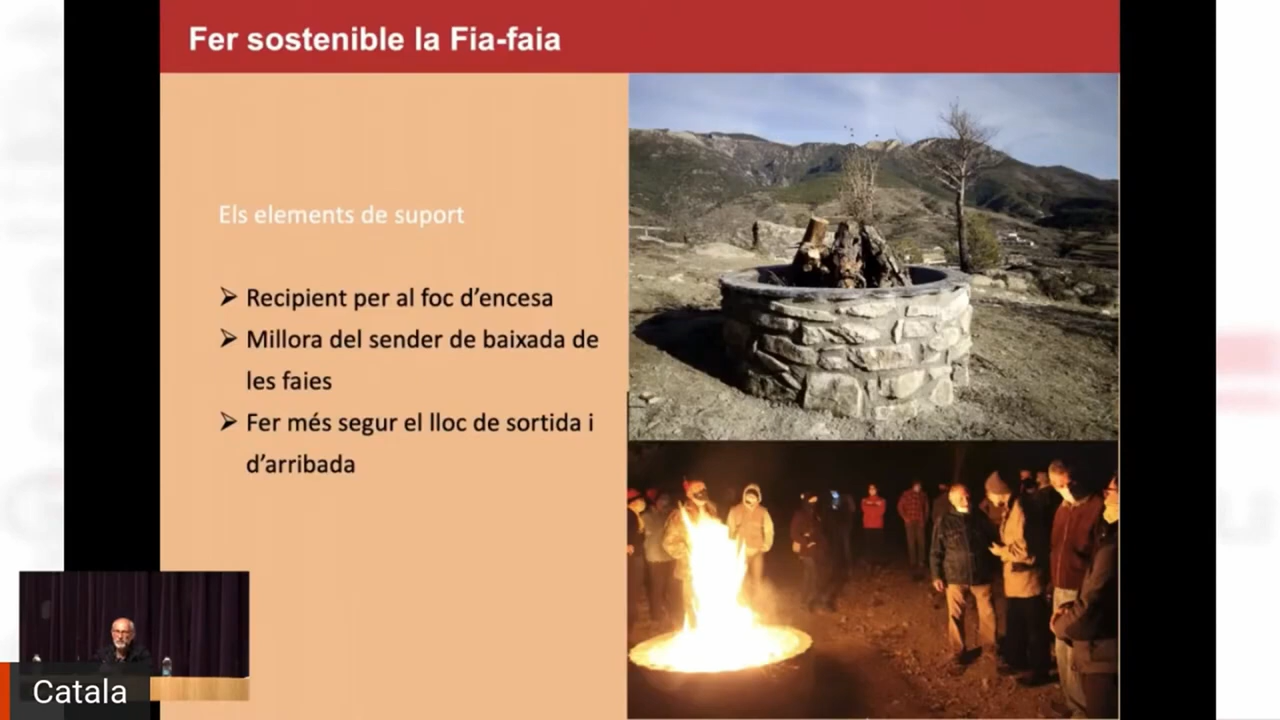 Fer sostenible la Fia-faia
Els elements de suport
Recipient per al foc d’encesa
Millora del sender de baixada de
les faies
Fer més segur el lloc de sortida i
d’arribada
Catala